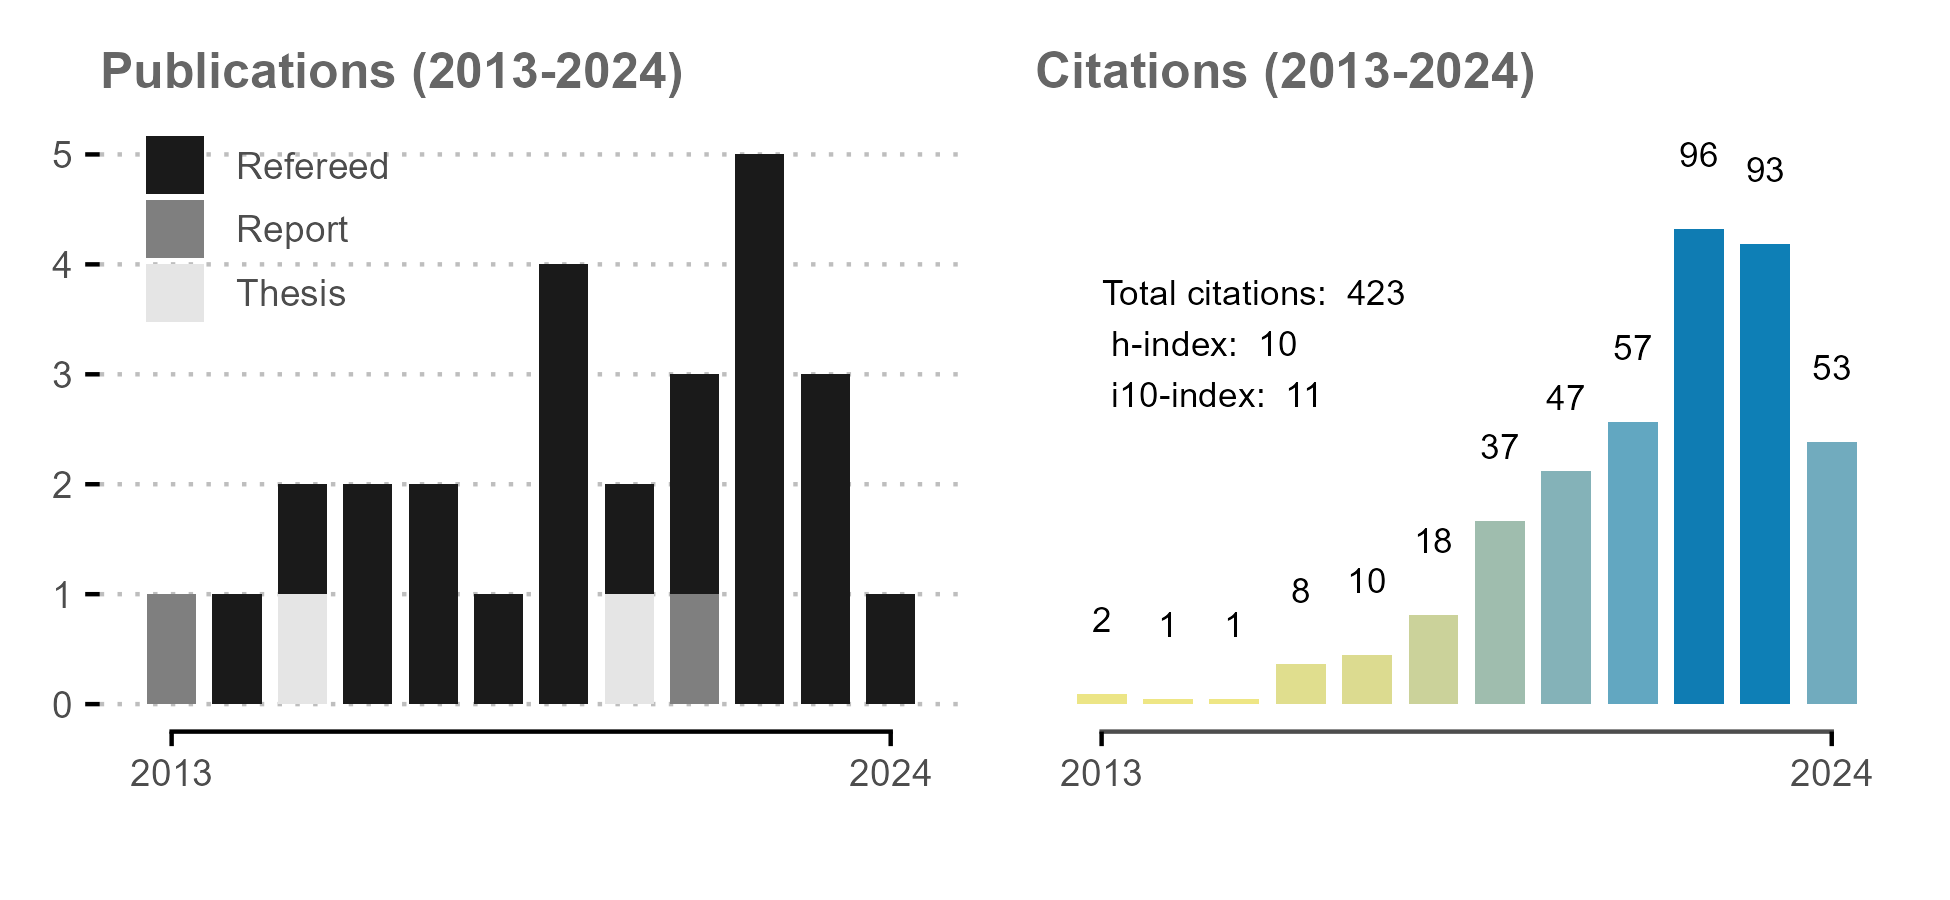 Publications (2013-2024)
5
4
3
2
1
0
Refereed
Report
Thesis
2013
2024
Citations (2013-2024)
Total citations: 423
h-index: 10
i10-index: 11
2
1
1
8
10
18
37
47
57
96
93
53
2013
2024